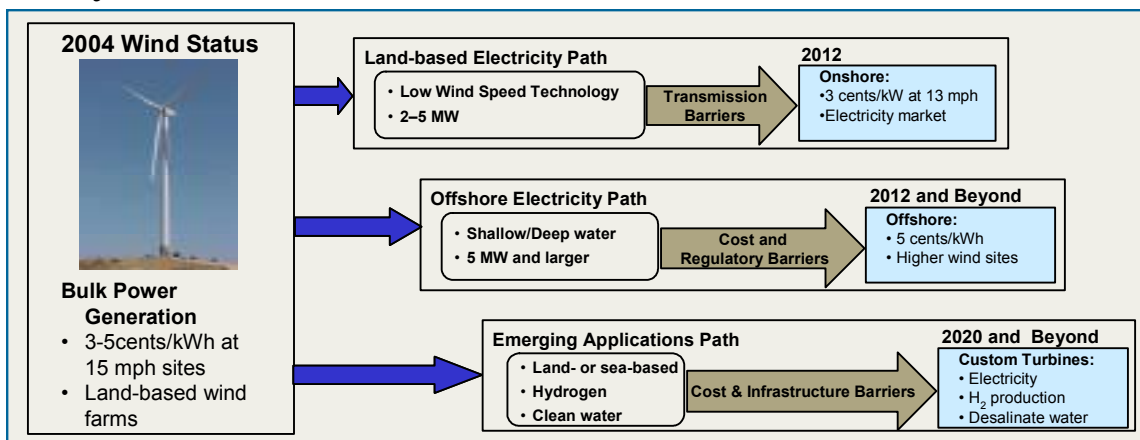 2004 Wind Status
Bulk Power
Generation
• 3-5cents/kWh at
15 mph sites
• Land-based wind
farms
Land-based Electricity Path
• Low Wind Speed Technology
• 2–5 MW
Transmission
Barriers
2012
Onshore:
•3 cents/kW at 13 mph
•Electricity market
Offshore Electricity Path
• Shallow/Deep water
• 5 MW and larger
Cost and
Regulatory Barriers
2012 and Beyond
Offshore:
• 5 cents/kWh
• Higher wind sites
Emerging Applications Path
• Land- or sea-based
• Hydrogen
• Clean water
Cost & Infrastructure Barriers
2020 and Beyond
Custom Turbines:
• Electricity
• H₂ production
• Desalinate water